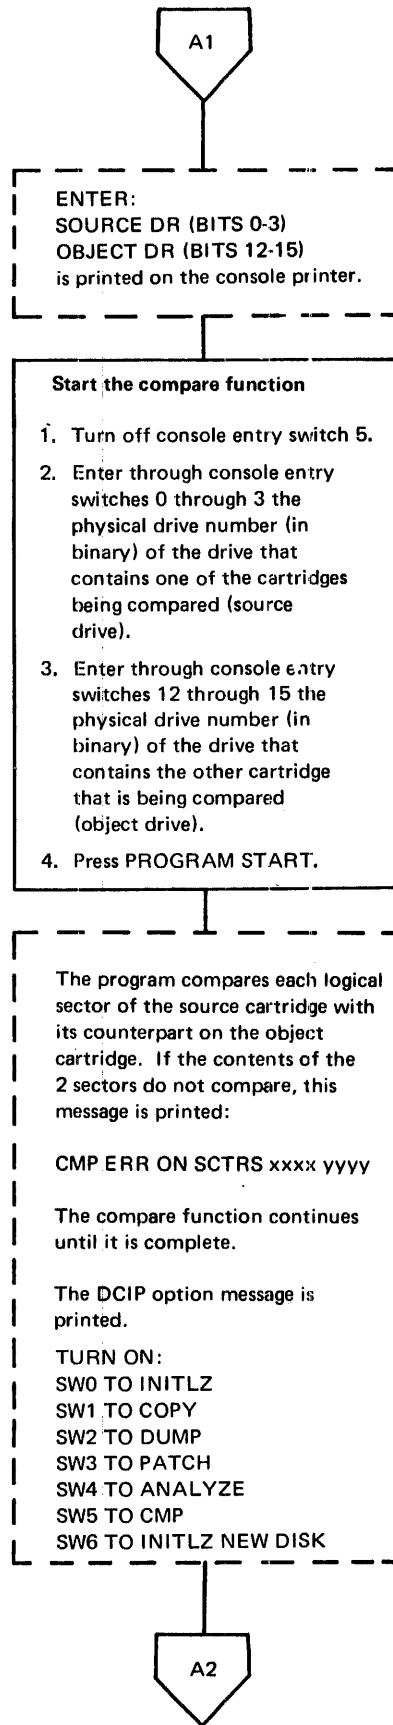 A1
ENTER:
SOURCE DR (BITS 0-3)
OBJECT DR (BITS 12-15)
is printed on the console printer.
Start the compare function
1. Turn off console entry switch 5.
2. Enter through console entry
switches 0 through 3 the
physical drive number (in
binary) of the drive that
contains one of the cartridges
being compared (source
drive).
3. Enter through console entry
switches 12 through 15 the
physical drive number (in
binary) of the drive that
contains the other cartridge
that is being compared
(object drive).
4. Press PROGRAM START.
The program compares each logical
sector of the source cartridge with
its counterpart on the object
cartridge. If the contents of the
2 sectors do not compare, this
message is printed:
CMP ERR ON SCTRS xxxx yyyy
The compare function continues
until it is complete.
The DCIP option message is
printed.
TURN ON:
SW0 TO INITLZ
SW1 TO COPY
SW2 TO DUMP
SW3 TO PATCH
SW4 TO ANALYZE
SW5 TO CMP
SW6 TO INITLZ NEW DISK
A2